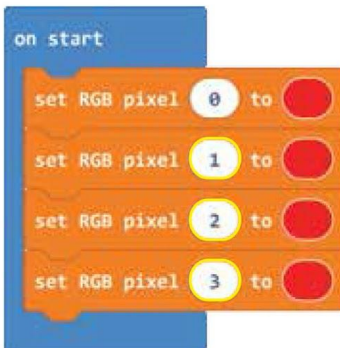 on start
set RGB pixel 0 to
set RGB pixel 1 to
set RGB pixel 2 to
set RGB pixel 3 to